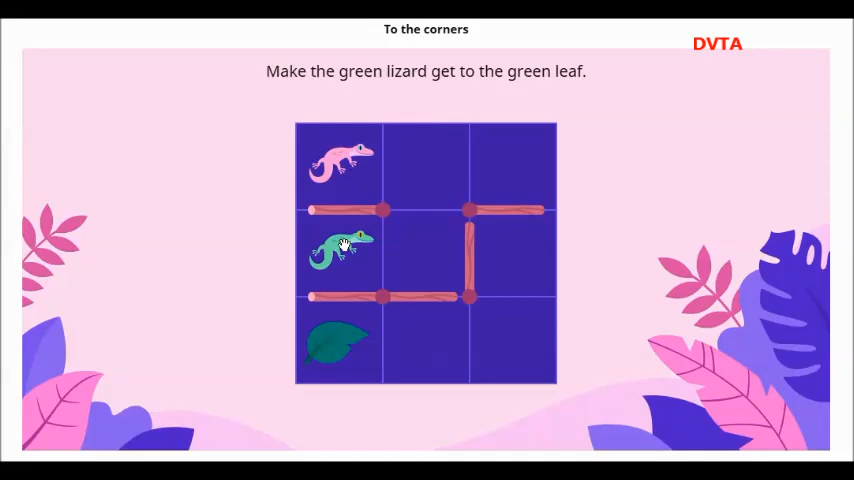 To the corners
DVTA
Make the green lizard get to the green leaf.